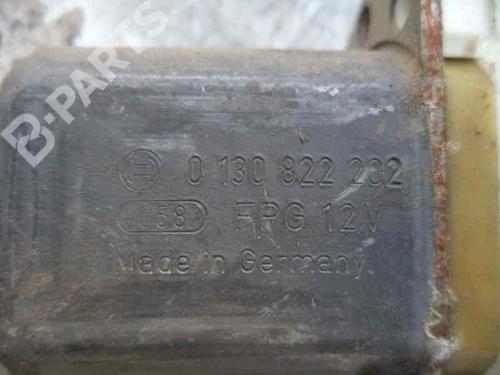 B-PARTS
0 130 822 202
058 FPG 12V
Made in Germany.